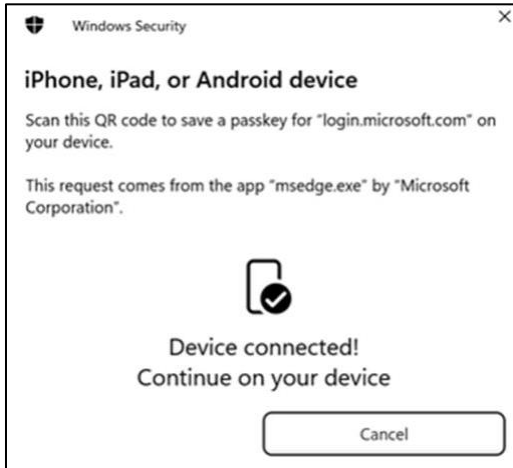 Windows Security
iPhone, iPad, or Android device
Scan this QR code to save a passkey for "login.microsoft.com" on
your device.
This request comes from the app "msedge.exe" by "Microsoft
Corporation".
Device connected!
Continue on your device
Cancel